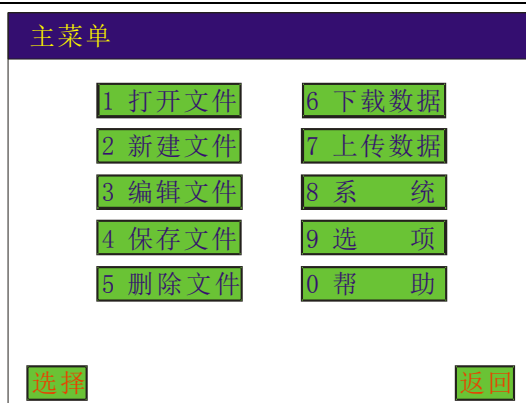 主菜单
1 打开文件
2 新建文件
3 编辑文件
4 保存文件
5 删除文件
6 下载数据
7 上传数据
8 系 统
9 选 项
0 帮 助
选择
返回